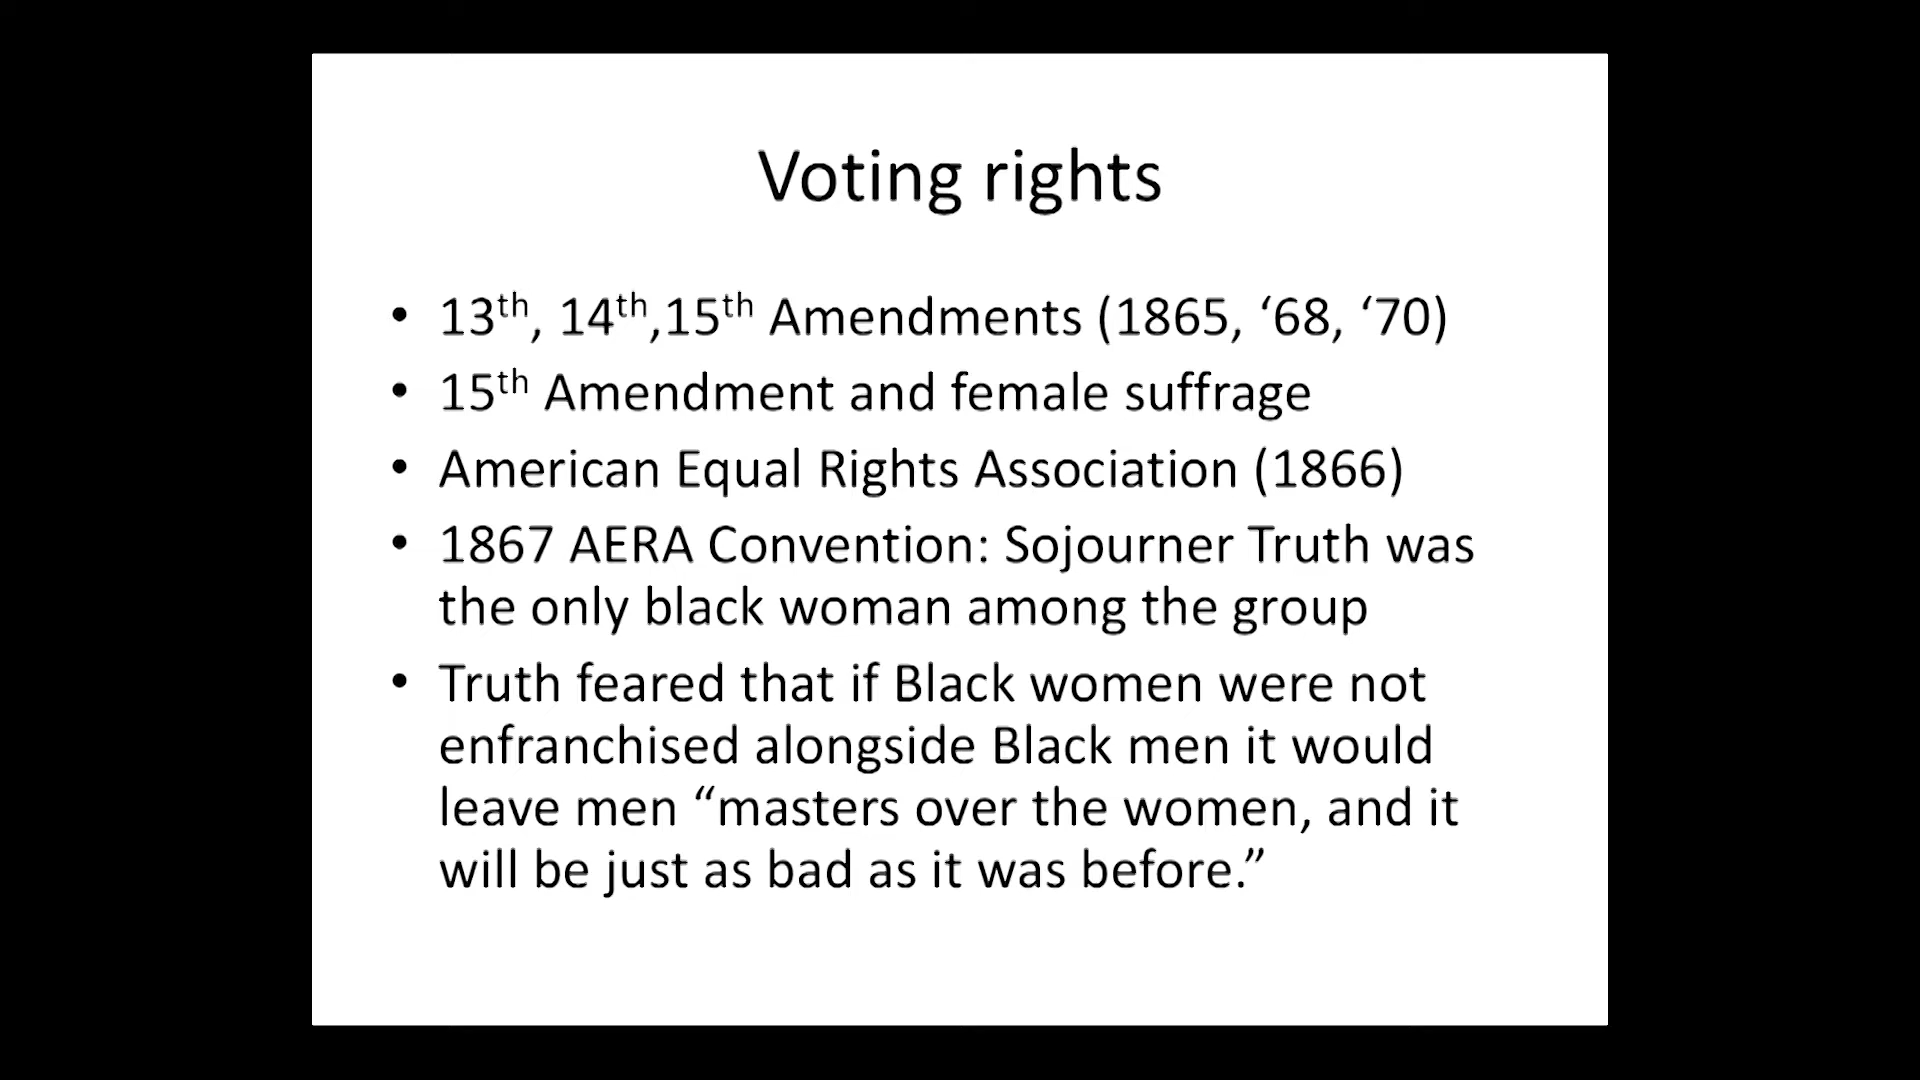 Voting rights
• 13th, 14th,15th Amendments (1865, ‘68, ‘70)
• 15th Amendment and female suffrage
• American Equal Rights Association (1866)
• 1867 AERA Convention: Sojourner Truth was
the only black woman among the group
• Truth feared that if Black women were not
enfranchised alongside Black men it would
leave men “masters over the women, and it
will be just as bad as it was before.”